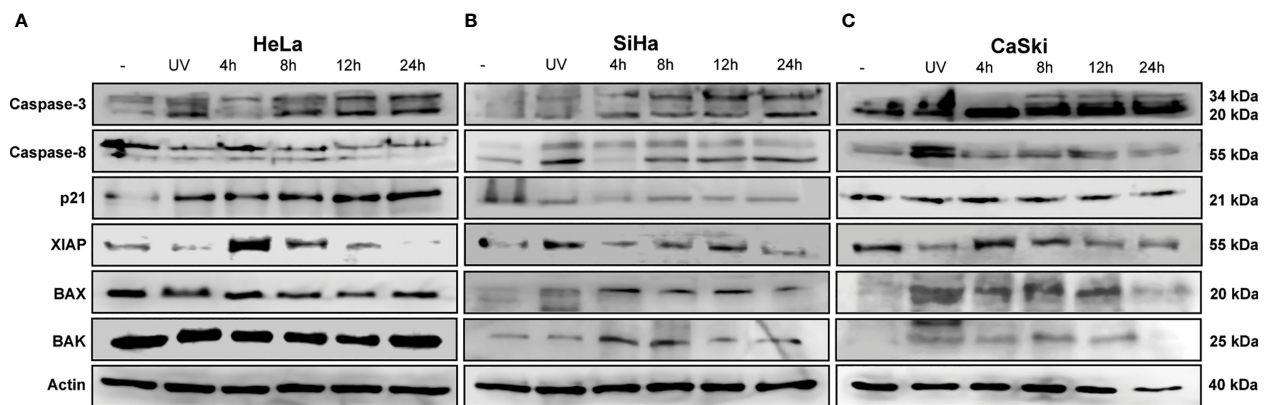 A B C
HeLa SiHa CaSki
- UV 4h 8h 12h 24h - UV 4h 8h 12h 24h - UV 4h 8h 12h 24h
Caspase-3 34 kDa
20 kDa
Caspase-8 55 kDa
p21 21 kDa
XIAP 55 kDa
BAX 20 kDa
BAK 25 kDa
Actin 40 kDa